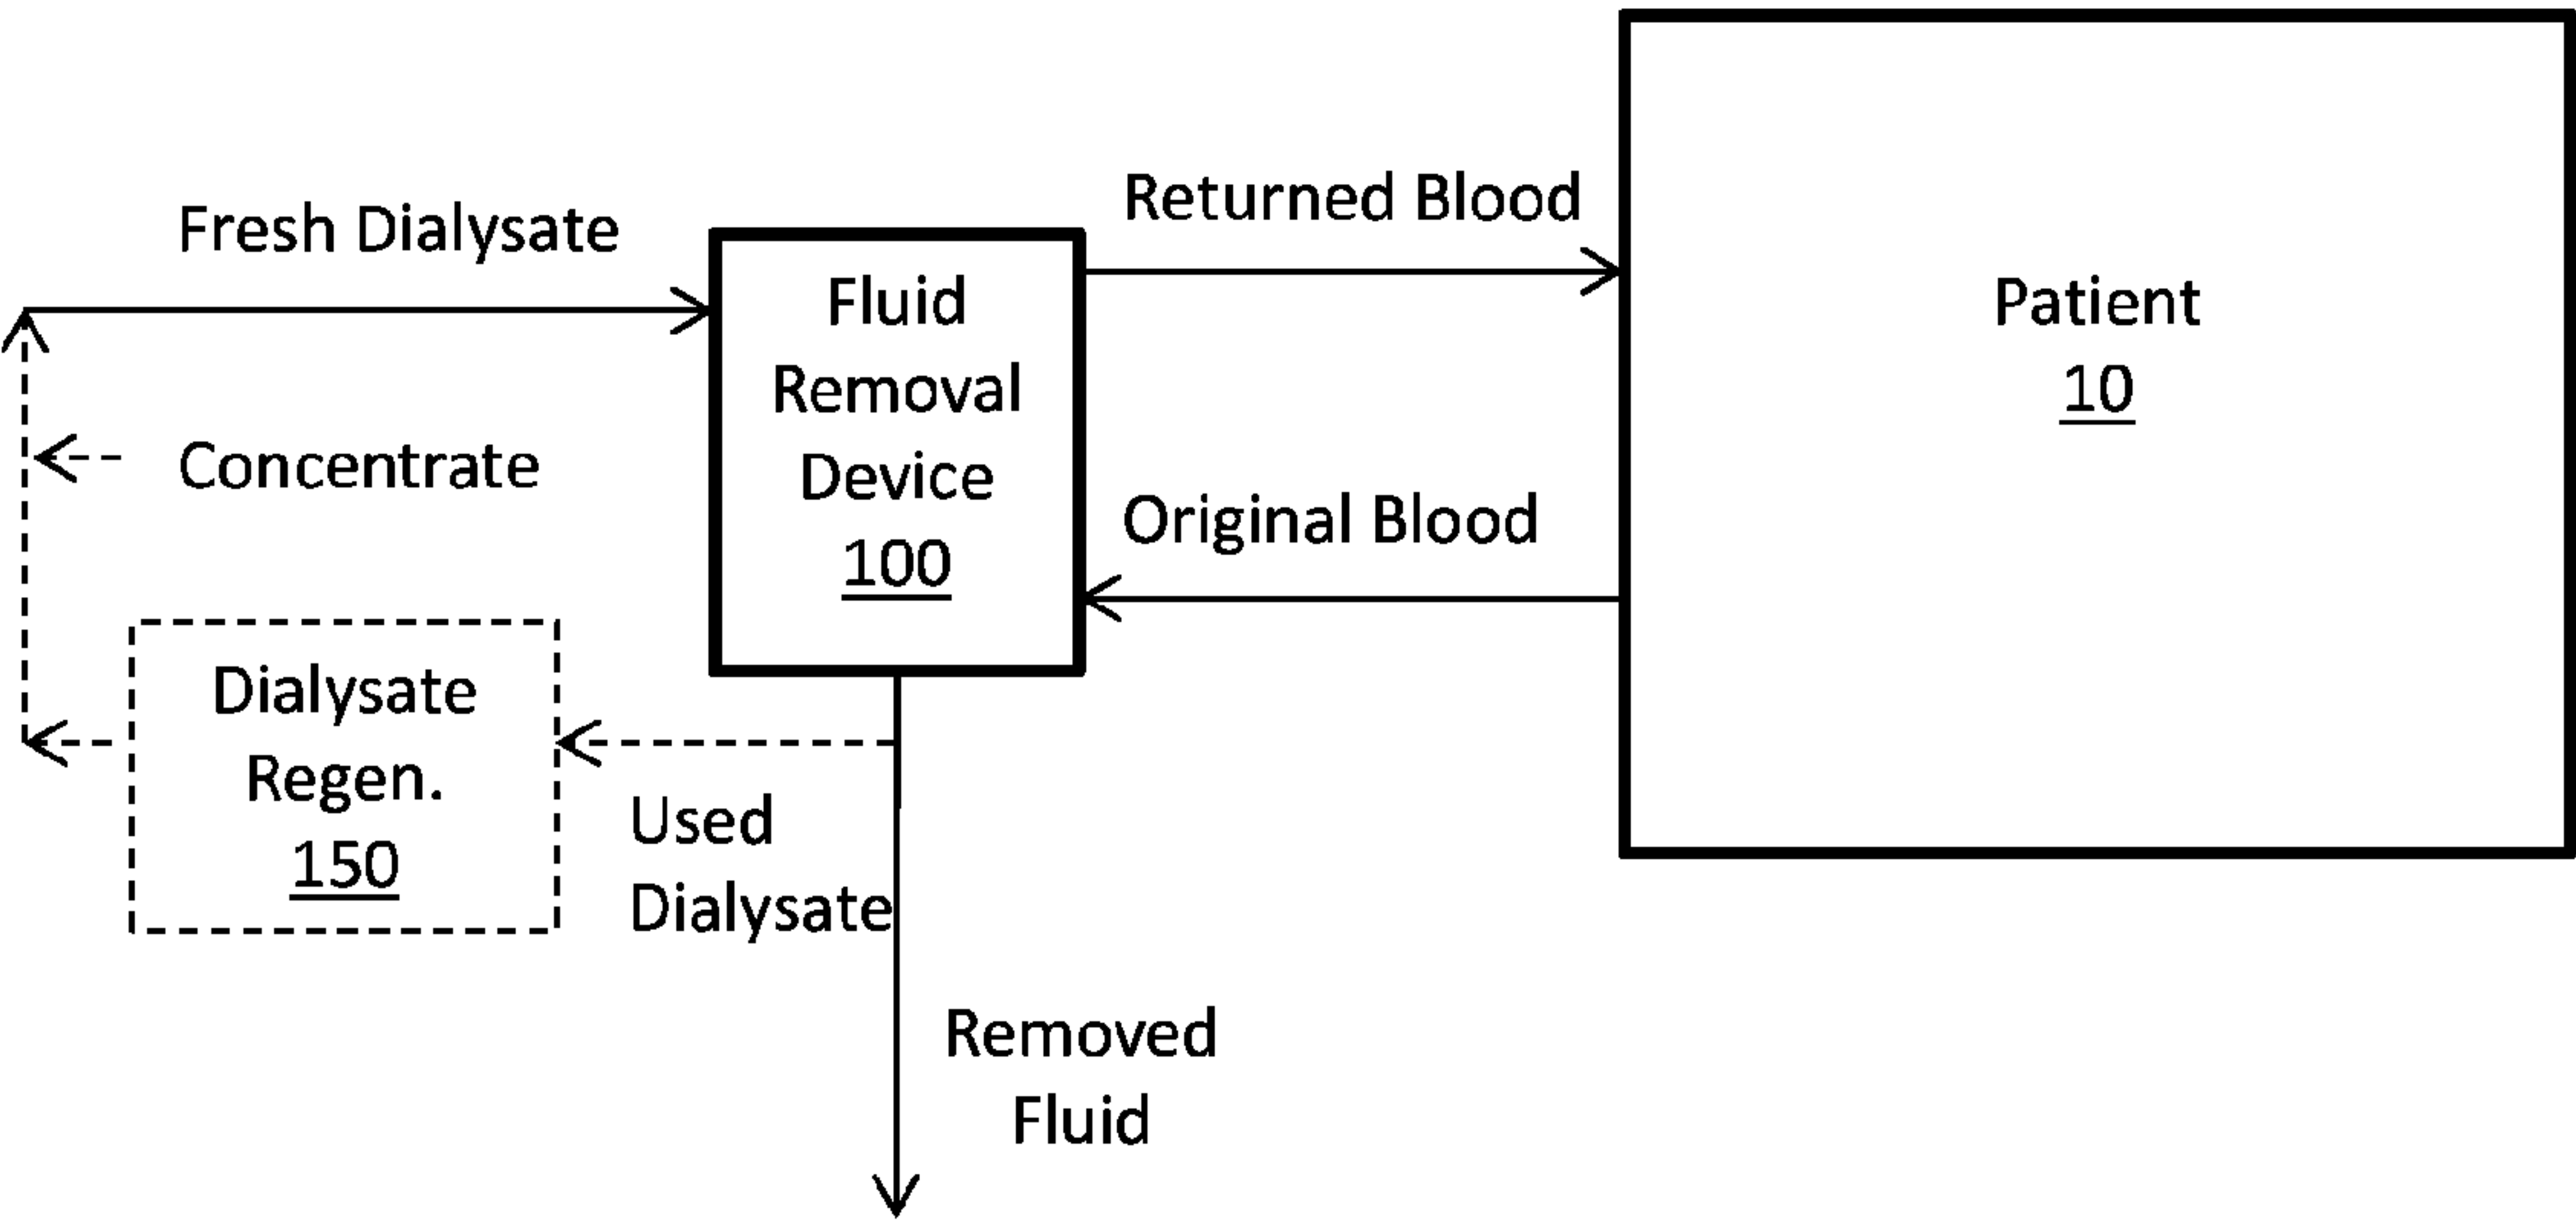 Returned Blood
Fresh Dialysate
Fluid
Removal
Device
100
Patient
10
Concentrate
Original Blood
Dialysate
Regen.
150
Used
Dialysate
Removed
Fluid